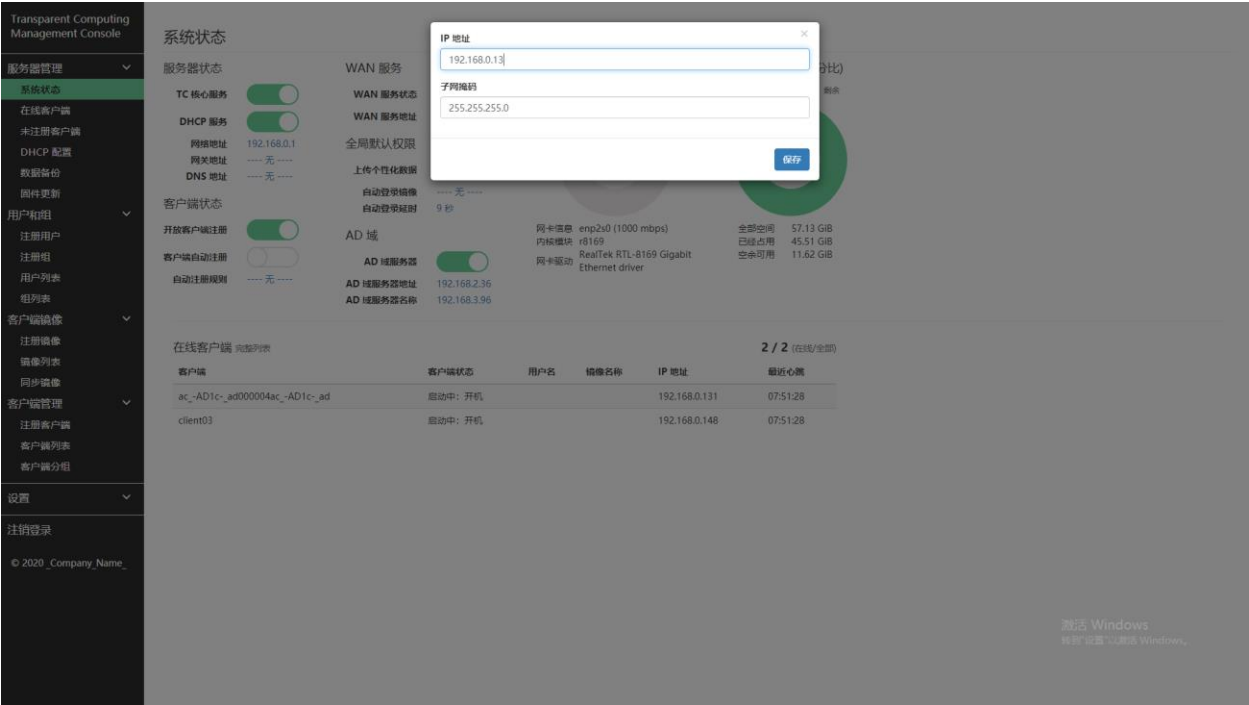 Transparent Computing
Management Console
服务器管理
系统状态
在线客户端
未注册客户端
DHCP 配置
数据备份
固件更新
用户和组
注册用户
注册组
用户列表
组列表
客户端镜像
注册镜像
镜像列表
同步镜像
客户端管理
注册客户端
客户端列表
客户端分组
设置
注销登录
© 2020 _Company_Name_
系统状态
服务器状态
TC 核心服务
DHCP 服务
网络地址 192.168.0.1
网关地址 ---- 无 ----
DNS 地址 ---- 无 ----
客户端状态
开放客户端注册
客户端自动注册
自动注册规则 ---- 无 ----
WAN 服务
WAN 服务状态
WAN 服务地址
全局默认权限
上传个性化数据
自动登录镜像 ---- 无 ----
自动登录延时 9 秒
AD 域
AD 域服务器
AD 域服务器地址 192.168.2.36
AD 域服务器名称 192.168.3.96
IP 地址 ×
192.168.0.13
子网掩码
255.255.255.0
保存
分比)
剩余
网卡信息 enp2s0 (1000 mbps)
内核模块 r8169
网卡驱动 RealTek RTL-8169 Gigabit
Ethernet driver
全部空间 57.13 GiB
已经占用 45.51 GiB
空余可用 11.62 GiB
在线客户端 完整列表 2 / 2 (在线/全部)
客户端 客户端状态 用户名 镜像名称 IP 地址 最近心跳
ac_-AD1c-_ad000004ac_-AD1c-_ad 启动中：开机 192.168.0.131 07:51:28
client03 启动中：开机 192.168.0.148 07:51:28
激活 Windows
转到"设置"以激活 Windows。